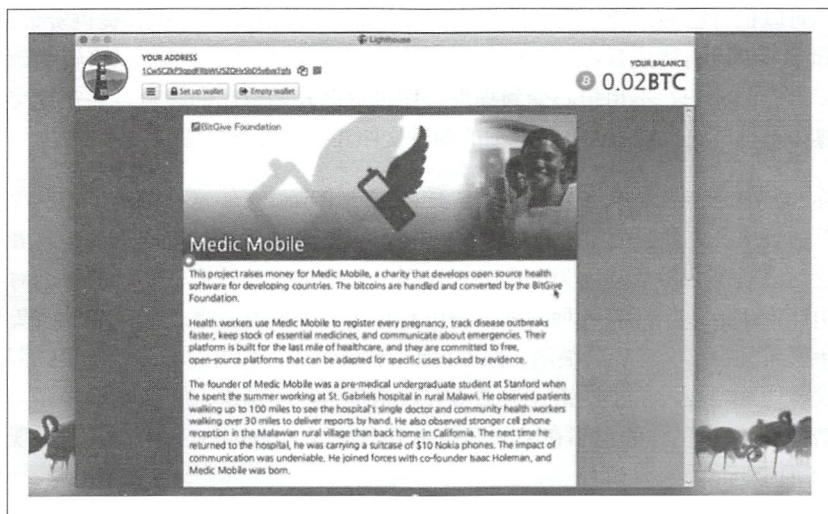 Lighthouse
YOUR ADDRESS
YOUR BALANCE
0.02BTC
Set up wallet
Empty wallet
BitGive Foundation
Medic Mobile
This project raises money for Medic Mobile, a charity that develops open source health
software for developing countries. The bitcoins are handled and converted by the BitGive
Foundation.
Health workers use Medic Mobile to register every pregnancy, track disease outbreaks
faster, keep stock of essential medicines, and communicate about emergencies. Their
platform is built for the last mile of healthcare, and they are committed to free,
open-source platforms that can be adapted for specific uses backed by evidence.
The founder of Medic Mobile was a pre-medical undergraduate student at Stanford when
he spent the summer working at St. Gabriels hospital in rural Malawi. He observed patients
walking up to 100 miles to see the hospital's single doctor and community health workers
walking over 30 miles to deliver reports by hand. He also observed stronger cell phone
reception in the Malawian rural village than back home in California. The next time he
returned to the hospital, he was carrying a suitcase of $10 Nokia phones. The impact of
communication was undeniable. He joined forces with co-founder Isaac Holeman, and
Medic Mobile was born.